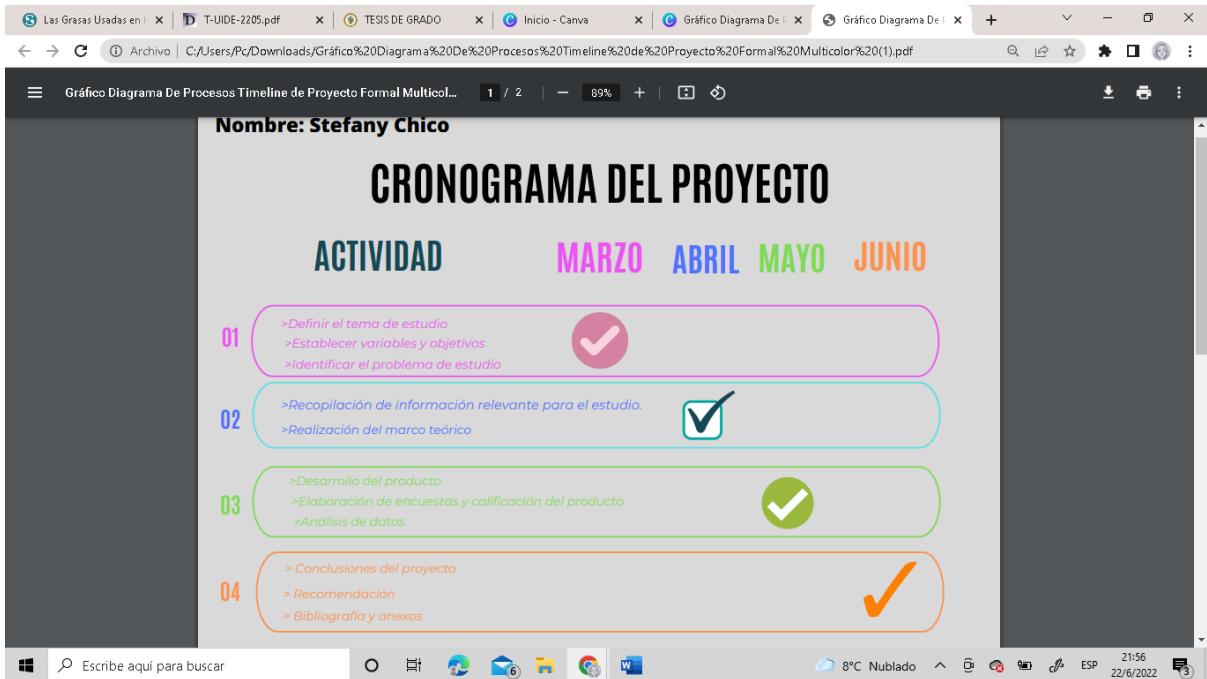 Las Grasas Usadas en
T-UIDE-2205.pdf
TESIS DE GRADO
Inicio - Canva
Gráfico Diagrama De
Gráfico Diagrama De
Archivo
C:/Users/Pc/Downloads/Gráfico%20Diagrama%20De%20Procesos%20Timeline%20de%20Proyecto%20Formal%20Multicolor%20(1).pdf
Gráfico Diagrama De Procesos Timeline de Proyecto Formal Multicol...
1 / 2
89%
Nombre: Stefany Chico
CRONOGRAMA DEL PROYECTO
ACTIVIDAD MARZO ABRIL MAYO JUNIO
01
>Definir el tema de estudio
>Establecer variables y objetivos
>Identificar el problema de estudio
02
>Recopilación de información relevante para el estudio.
>Realización del marco teórico
03
>Desarrollo del producto
>Elaboración de encuestas y calificación del producto
>Análisis de datos
04
> Conclusiones del proyecto
> Recomendación
> Bibliografía y anexos
Escribe aquí para buscar
6
8°C Nublado
ESP
21:56
22/6/2022
3